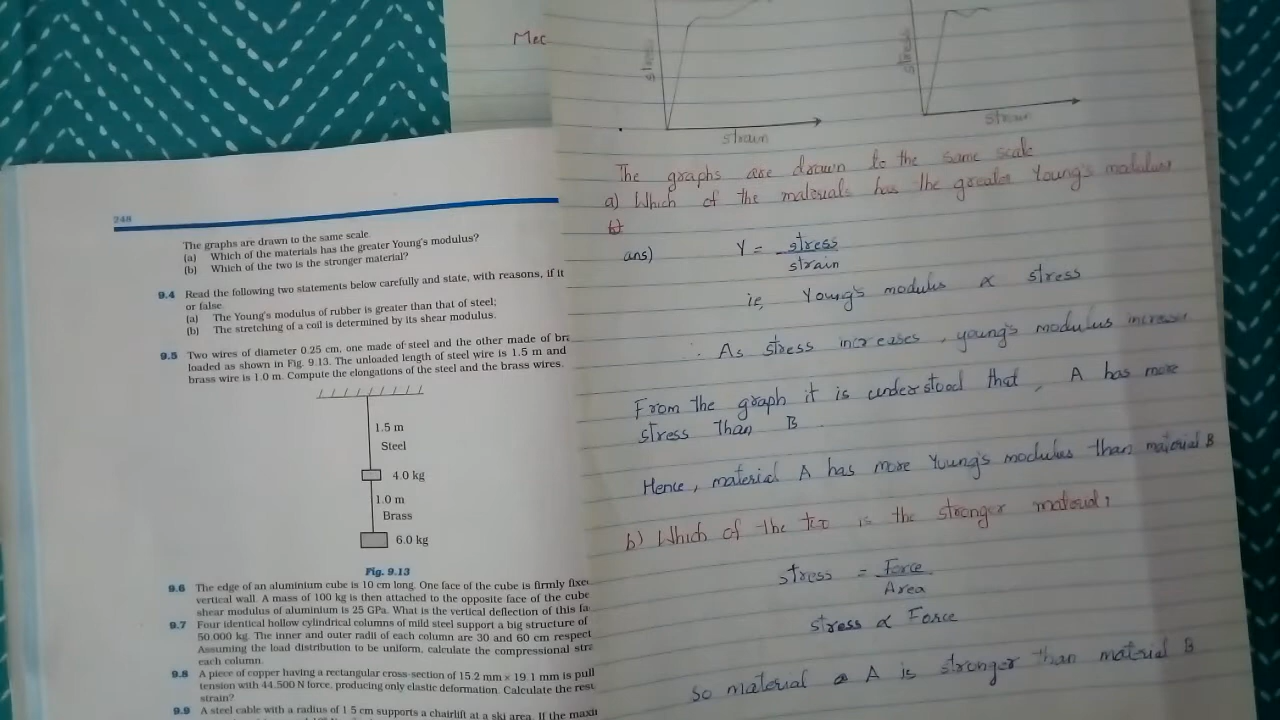 Mec
stress
strain
stress
strain
The graphs are drawn to the same scale
a) Which of the materials has the greater Young's modulus
b)
ans) Y = stress
strain
ie, Young's modulus ∝ stress
∴ As stress increases, young's modulus increase
From the graph it is understood that, A has more
stress than B.
Hence, material A has more Young's modulus than material B
b) Which of the two is the stronger material?
stress = Force
Area
stress ∝ Force
so material A is stronger than material B
248
The graphs are drawn to the same scale.
(a) Which of the materials has the greater Young's modulus?
(b) Which of the two is the stronger material?
9.4 Read the following two statements below carefully and state, with reasons, if it
or false.
(a) The Young's modulus of rubber is greater than that of steel;
(b) The stretching of a coil is determined by its shear modulus.
9.5 Two wires of diameter 0.25 cm, one made of steel and the other made of br
loaded as shown in Fig. 9.13. The unloaded length of steel wire is 1.5 m and
brass wire is 1.0 m. Compute the elongations of the steel and the brass wires.
1.5 m
Steel
4.0 kg
1.0 m
Brass
6.0 kg
Fig. 9.13
9.6 The edge of an aluminium cube is 10 cm long. One face of the cube is firmly fixe
vertical wall. A mass of 100 kg is then attached to the opposite face of the cube
shear modulus of aluminium is 25 GPa. What is the vertical deflection of this fa
9.7 Four identical hollow cylindrical columns of mild steel support a big structure of
50,000 kg. The inner and outer radii of each column are 30 and 60 cm respect
Assuming the load distribution to be uniform, calculate the compressional stra
each column.
9.8 A piece of copper having a rectangular cross-section of 15.2 mm × 19.1 mm is pull
tension with 44,500 N force, producing only elastic deformation. Calculate the resu
strain?
9.9 A steel cable with a radius of 1.5 cm supports a chairlift at a ski area. If the maxi